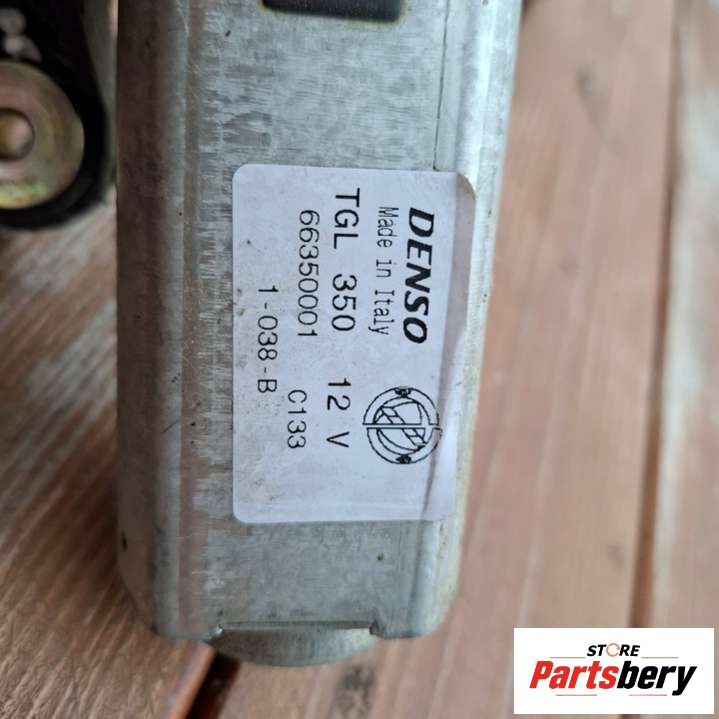 DENSO
Made in Italy
TGL 350 12 V
66350001 C133
1-038-B
STORE
Partsbery